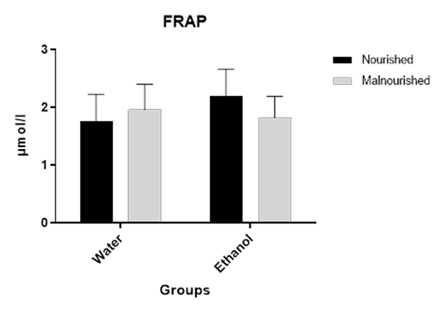 FRAP
3
2
1
0
μmol/l
Water
Ethanol
Groups
Nourished
Malnourished